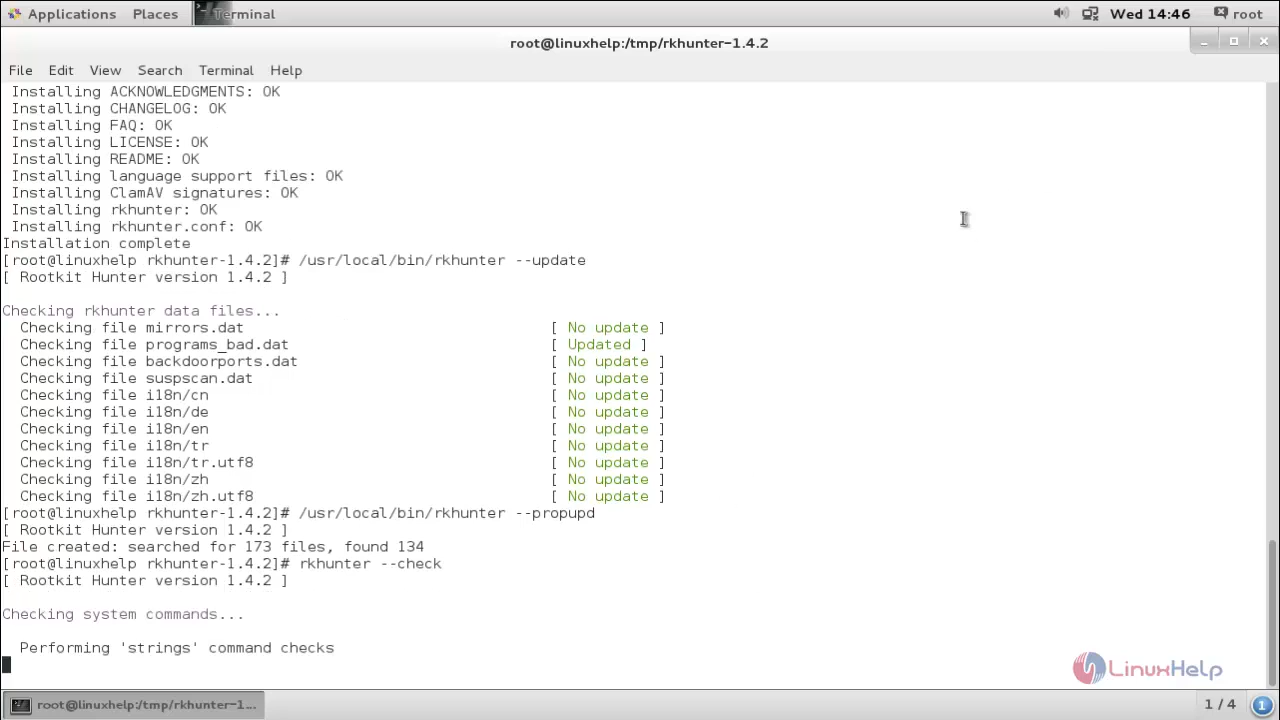 Applications Places Terminal Wed 14:46 root
root@linuxhelp:/tmp/rkhunter-1.4.2
File Edit View Search Terminal Help
Installing ACKNOWLEDGMENTS: OK
Installing CHANGELOG: OK
Installing FAQ: OK
Installing LICENSE: OK
Installing README: OK
Installing language support files: OK
Installing ClamAV signatures: OK
Installing rkhunter: OK
Installing rkhunter.conf: OK
Installation complete
[root@linuxhelp rkhunter-1.4.2]# /usr/local/bin/rkhunter --update
[ Rootkit Hunter version 1.4.2 ]
Checking rkhunter data files...
Checking file mirrors.dat [ No update ]
Checking file programs_bad.dat [ Updated ]
Checking file backdoorports.dat [ No update ]
Checking file suspscan.dat [ No update ]
Checking file i18n/cn [ No update ]
Checking file i18n/de [ No update ]
Checking file i18n/en [ No update ]
Checking file i18n/tr [ No update ]
Checking file i18n/tr.utf8 [ No update ]
Checking file i18n/zh [ No update ]
Checking file i18n/zh.utf8 [ No update ]
[root@linuxhelp rkhunter-1.4.2]# /usr/local/bin/rkhunter --propupd
[ Rootkit Hunter version 1.4.2 ]
File created: searched for 173 files, found 134
[root@linuxhelp rkhunter-1.4.2]# rkhunter --check
[ Rootkit Hunter version 1.4.2 ]
Checking system commands...
Performing 'strings' command checks
LinuxHelp
root@linuxhelp:/tmp/rkhunter-1... 1 / 4 1